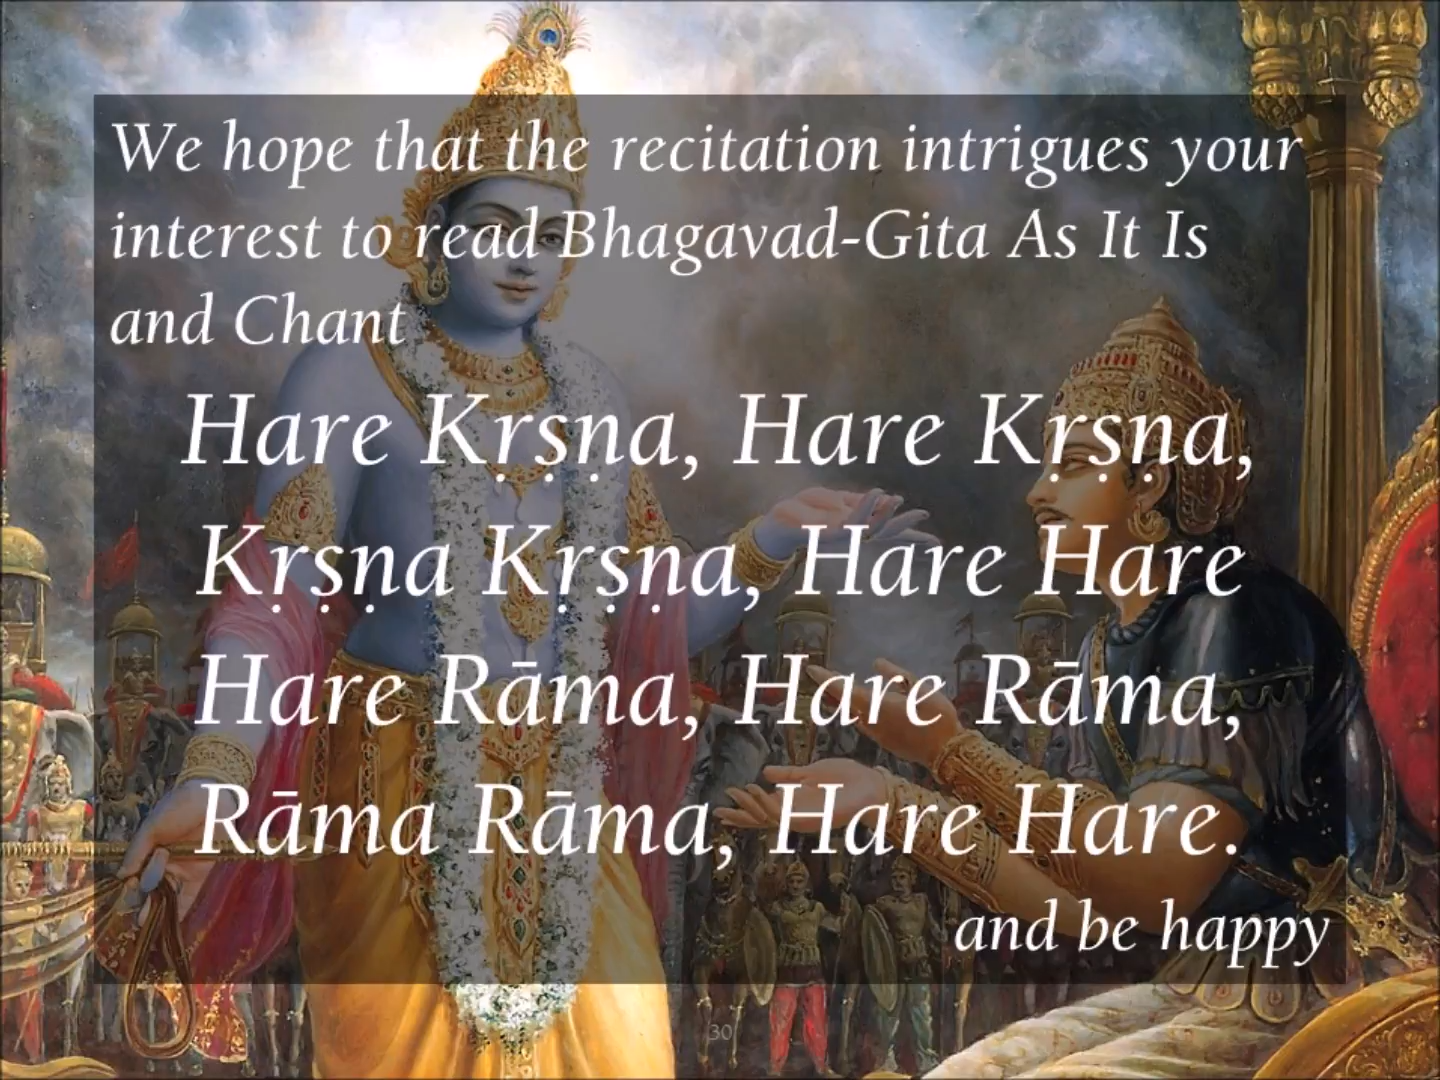 We hope that the recitation intrigues your
interest to read Bhagavad-Gita As It Is
and Chant
Hare Kṛṣṇa, Hare Kṛṣṇa,
Kṛṣṇa Kṛṣṇa, Hare Hare
Hare Rāma, Hare Rāma,
Rāma Rāma, Hare Hare.
and be happy
30